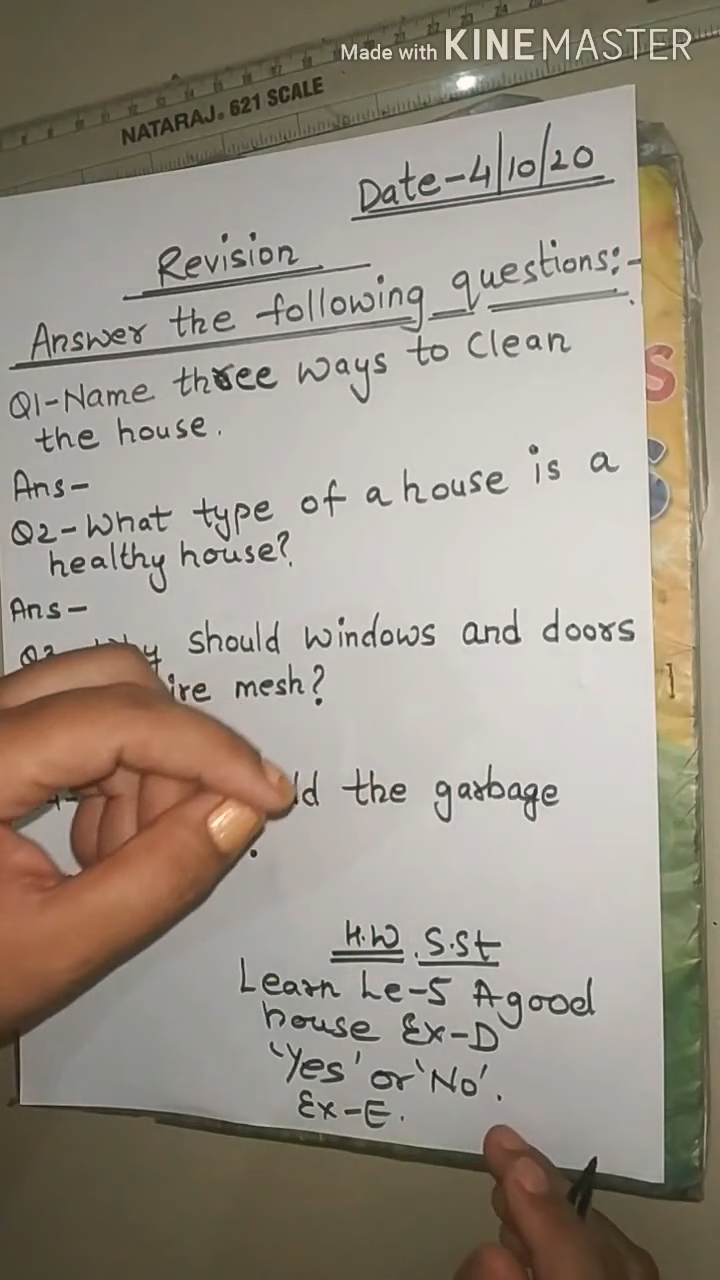 Made with KINEMASTER
NATARAJ. 621 SCALE
Date-4/10/20
Revision
Answer the following questions:-
Q1-Name three ways to clean
the house.
Ans-
Q2-What type of a house is a
healthy house?
Ans-
should windows and doors
mesh?
the garbage
H.W. S.St
Learn Le-5 A good
house Ex-D
'Yes' or 'No'.
Ex-E.